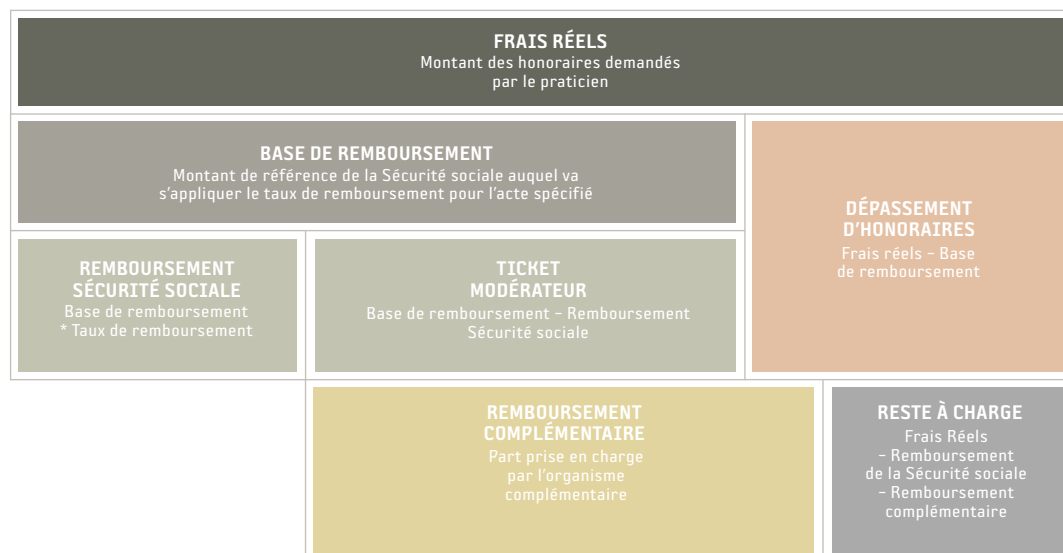 FRAIS RÉELS
Montant des honoraires demandés
par le praticien
BASE DE REMBOURSEMENT
Montant de référence de la Sécurité sociale auquel va
s’appliquer le taux de remboursement pour l’acte spécifié
DÉPASSEMENT
D’HONORAIRES
Frais réels – Base
de remboursement
REMBOURSEMENT
SÉCURITÉ SOCIALE
Base de remboursement
* Taux de remboursement
TICKET
MODÉRATEUR
Base de remboursement – Remboursement
Sécurité sociale
REMBOURSEMENT
COMPLÉMENTAIRE
Part prise en charge
par l’organisme
complémentaire
RESTE À CHARGE
Frais Réels
– Remboursement
de la Sécurité sociale
– Remboursement
complémentaire